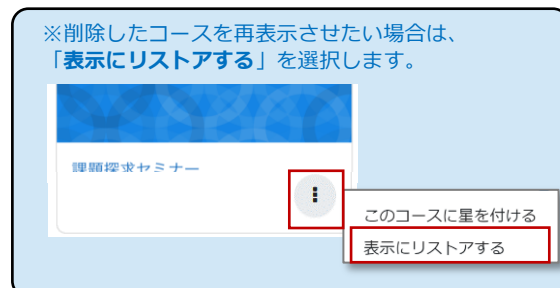 ※削除したコースを再表示させたい場合は、
「表示にリストアする」を選択します。
課題探求セミナー
このコースに星を付ける
表示にリストアする